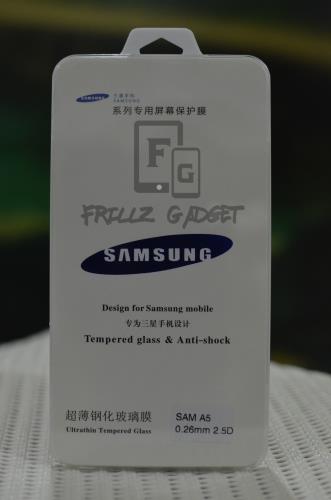 SAMSUNG
SAMSUNG
系列专用屏幕保护膜
F G
FRILLZ GADGET
SAMSUNG
Design for Samsung mobile
专为三星手机设计
Tempered glass & Anti-shock
超薄钢化玻璃膜
Ultrathin Tempered Glass
SAM A5
0.26mm 2.5D